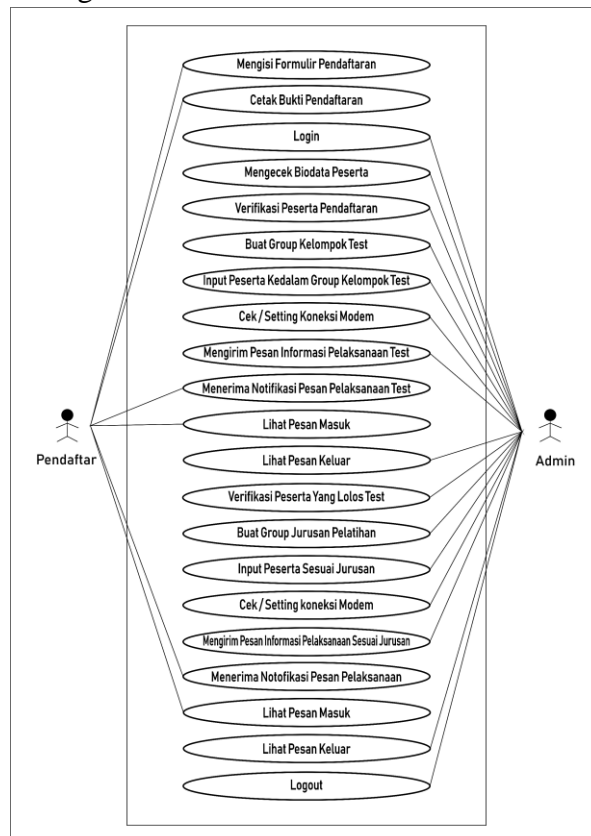 Mengisi Formulir Pendaftaran
Cetak Bukti Pendaftaran
Login
Mengecek Biodata Peserta
Verifikasi Peserta Pendaftaran
Buat Group Kelompok Test
Input Peserta Kedalam Group Kelompok Test
Cek / Setting Koneksi Modem
Mengirim Pesan Informasi Pelaksanaan Test
Menerima Notifikasi Pesan Pelaksanaan Test
Lihat Pesan Masuk
Pendaftar
Admin
Lihat Pesan Keluar
Verifikasi Peserta Yang Lolos Test
Buat Group Jurusan Pelatihan
Input Peserta Sesuai Jurusan
Cek / Setting koneksi Modem
Mengirim Pesan Informasi Pelaksanaan Sesuai Jurusan
Menerima Notofikasi Pesan Pelaksanaan
Lihat Pesan Masuk
Lihat Pesan Keluar
Logout